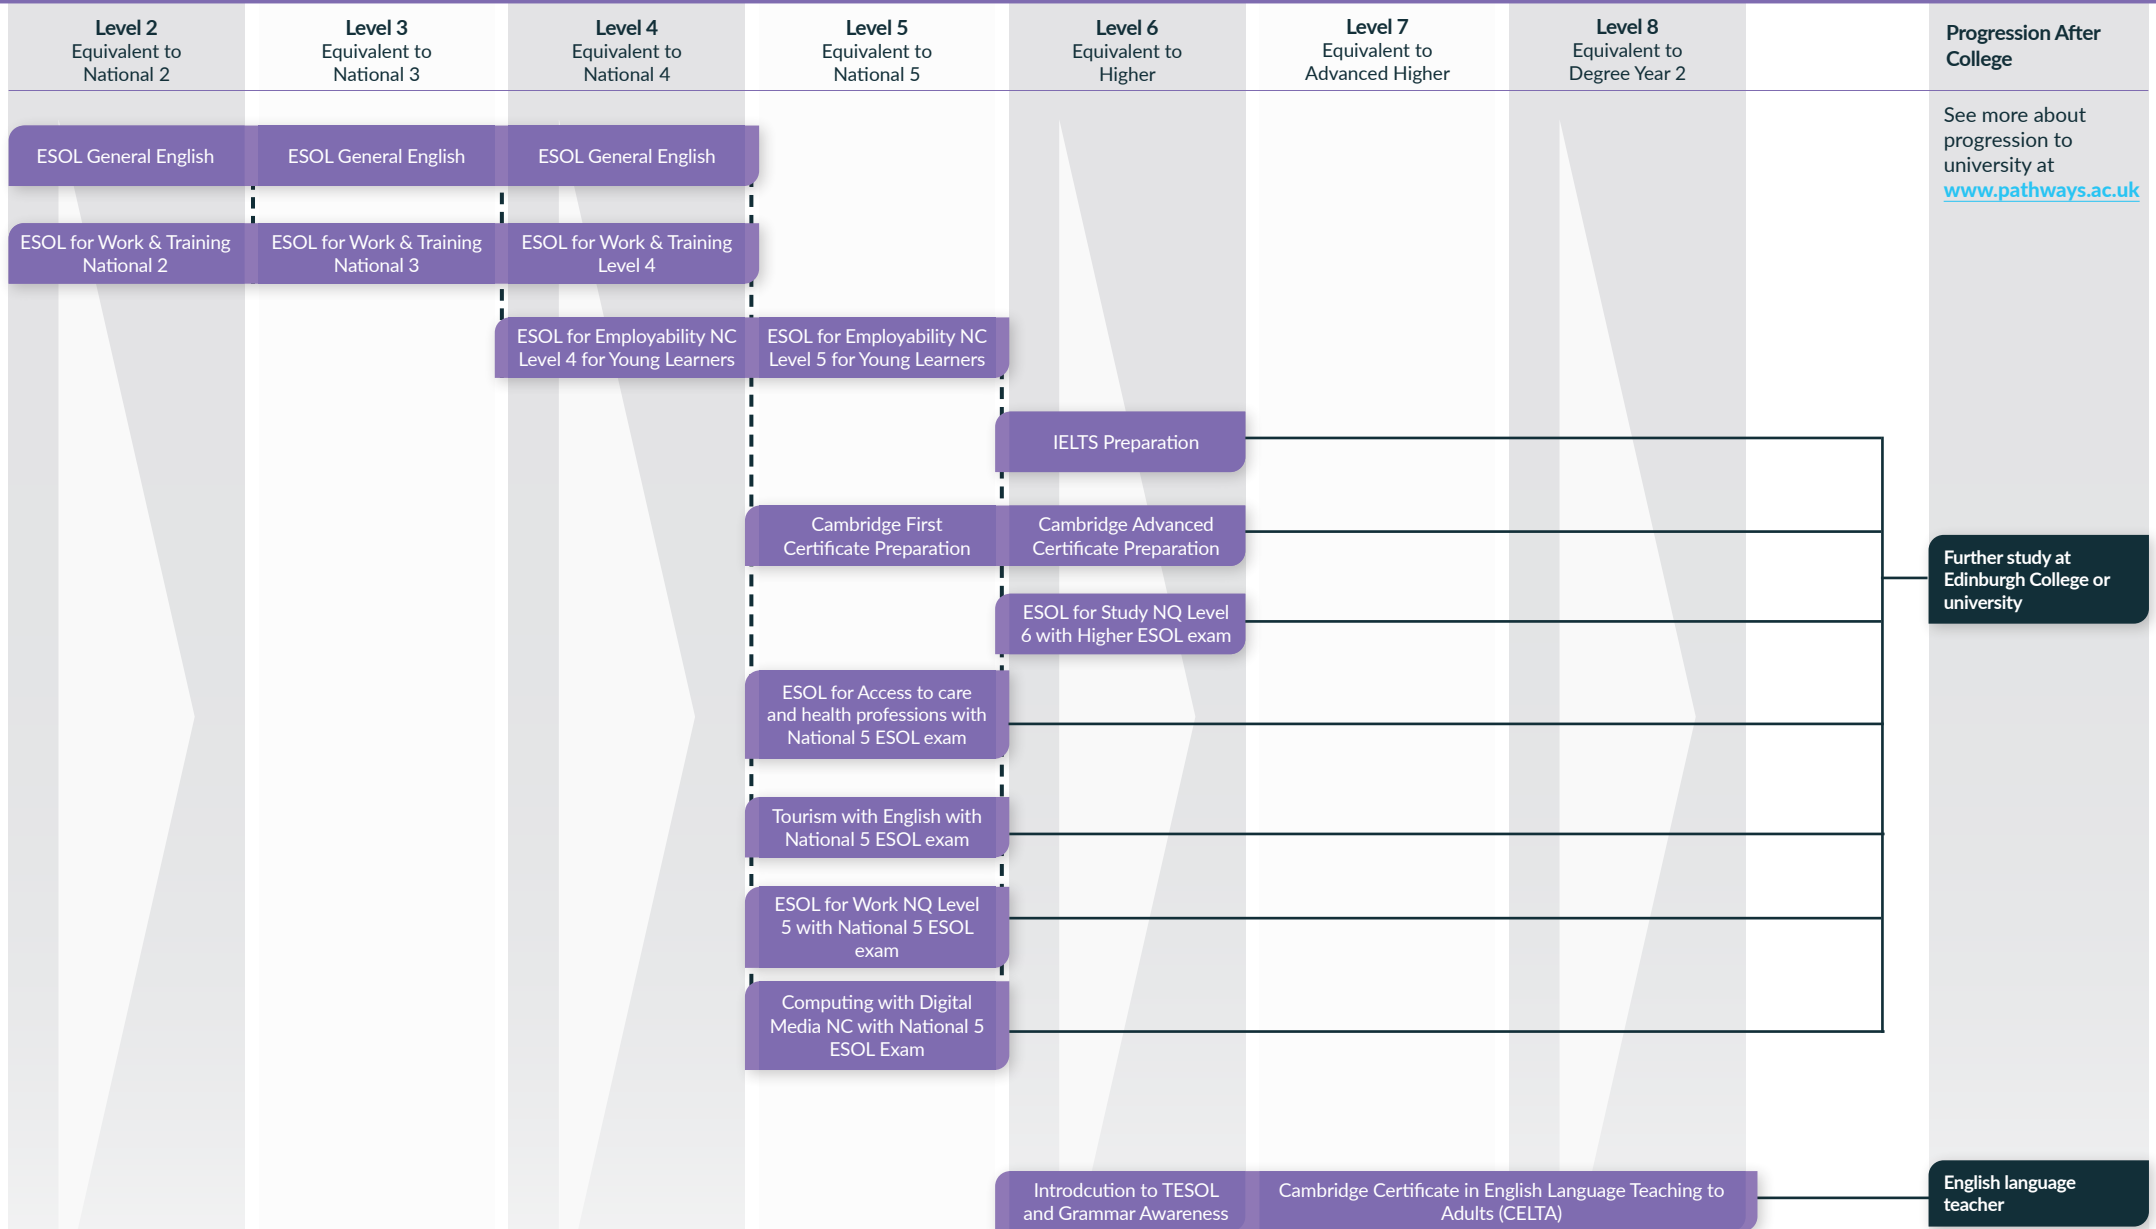 Level 2
Equivalent to
National 2
Level 3
Equivalent to
National 3
Level 4
Equivalent to
National 4
Level 5
Equivalent to
National 5
Level 6
Equivalent to
Higher
Level 7
Equivalent to
Advanced Higher
Level 8
Equivalent to
Degree Year 2
Progression After
College
See more about
progression to
university at
www.pathways.ac.uk
ESOL General English
ESOL General English
ESOL General English
ESOL for Work & Training
National 2
ESOL for Work & Training
National 3
ESOL for Work & Training
Level 4
ESOL for Employability NC
Level 4 for Young Learners
ESOL for Employability NC
Level 5 for Young Learners
IELTS Preparation
Cambridge First
Certificate Preparation
Cambridge Advanced
Certificate Preparation
Further study at
Edinburgh College or
university
ESOL for Study NQ Level
6 with Higher ESOL exam
ESOL for Access to care
and health professions with
National 5 ESOL exam
Tourism with English with
National 5 ESOL exam
ESOL for Work NQ Level
5 with National 5 ESOL
exam
Computing with Digital
Media NC with National 5
ESOL Exam
Introdcution to TESOL
and Grammar Awareness
Cambridge Certificate in English Language Teaching to
Adults (CELTA)
English language
teacher